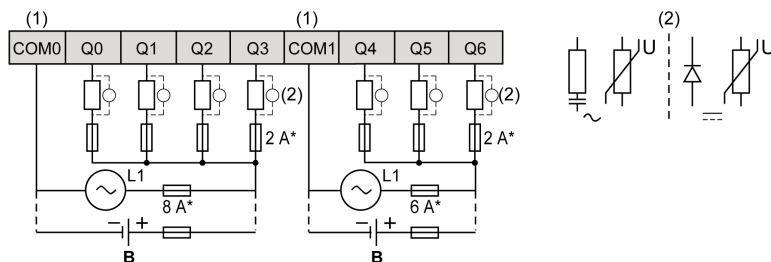 (1) (1) (2)
COM0 Q0 Q1 Q2 Q3 COM1 Q4 Q5 Q6
U U
(2) (2)
2 A* 2 A*
L1 L1
8 A* 6 A*
− + − +
B B